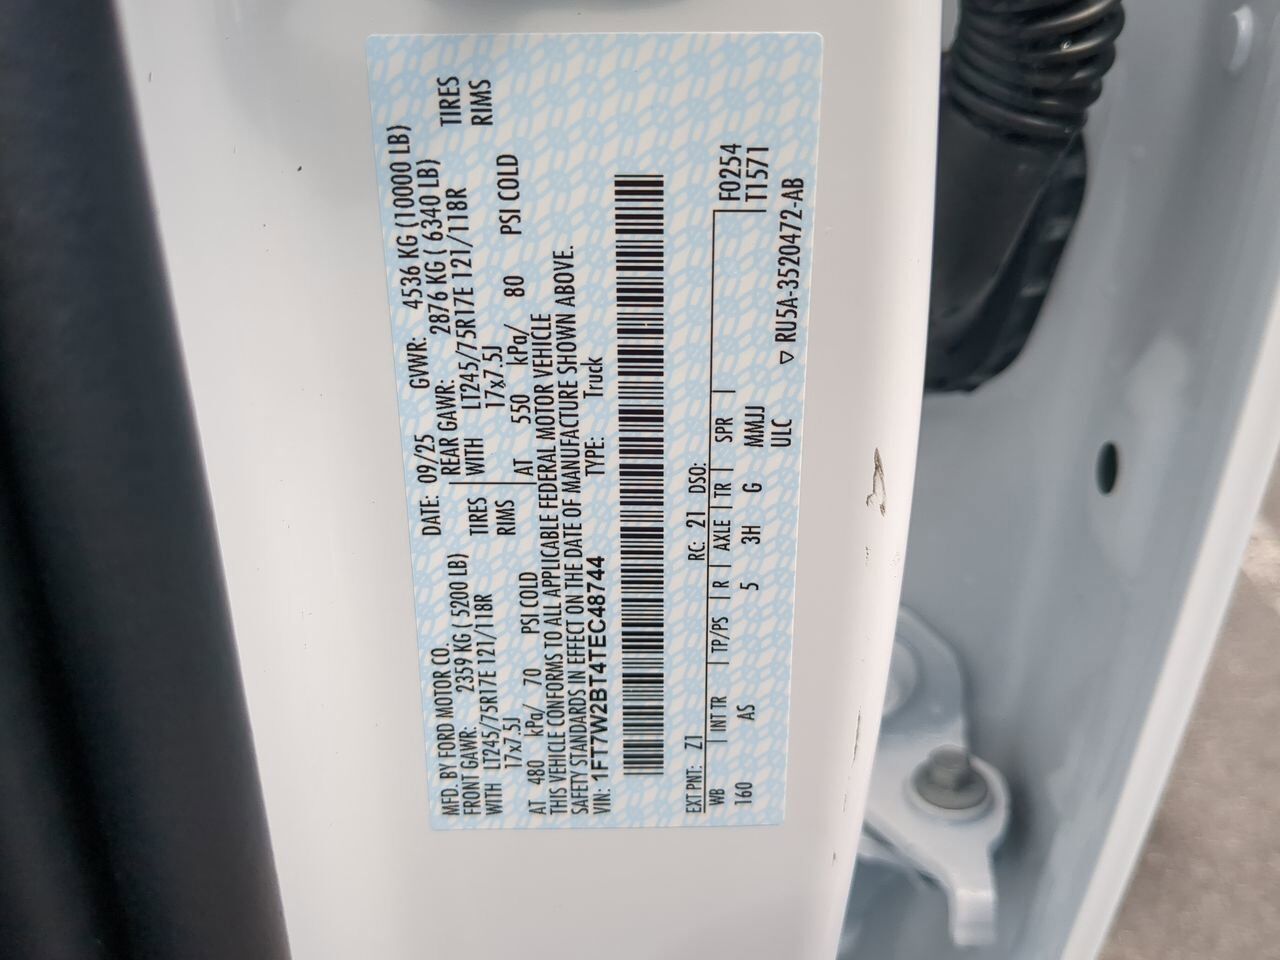 MFD. BY FORD MOTOR CO.
DATE: 09/25 GVWR: 4536 KG (10000 LB)
FRONT GAWR: 2359 KG ( 5200 LB) REAR GAWR: 2876 KG ( 6340 LB)
WITH LT245/75R17E 121/118R TIRES WITH LT245/75R17E 121/118R TIRES
17x7.5J RIMS 17x7.5J RIMS
AT 480 kPa/ 70 PSI COLD AT 550 kPa/ 80 PSI COLD
THIS VEHICLE CONFORMS TO ALL APPLICABLE FEDERAL MOTOR VEHICLE
SAFETY STANDARDS IN EFFECT ON THE DATE OF MANUFACTURE SHOWN ABOVE.
VIN: 1FT7W2BT4TEC48744 TYPE: Truck
EXT PNT: Z1 RC: 21 DSO:
WB INT TR TP/PS R AXLE TR SPR F0254
160 AS 5 3H G MMJJ T1571
ULC
▽ RU5A-3520472-AB